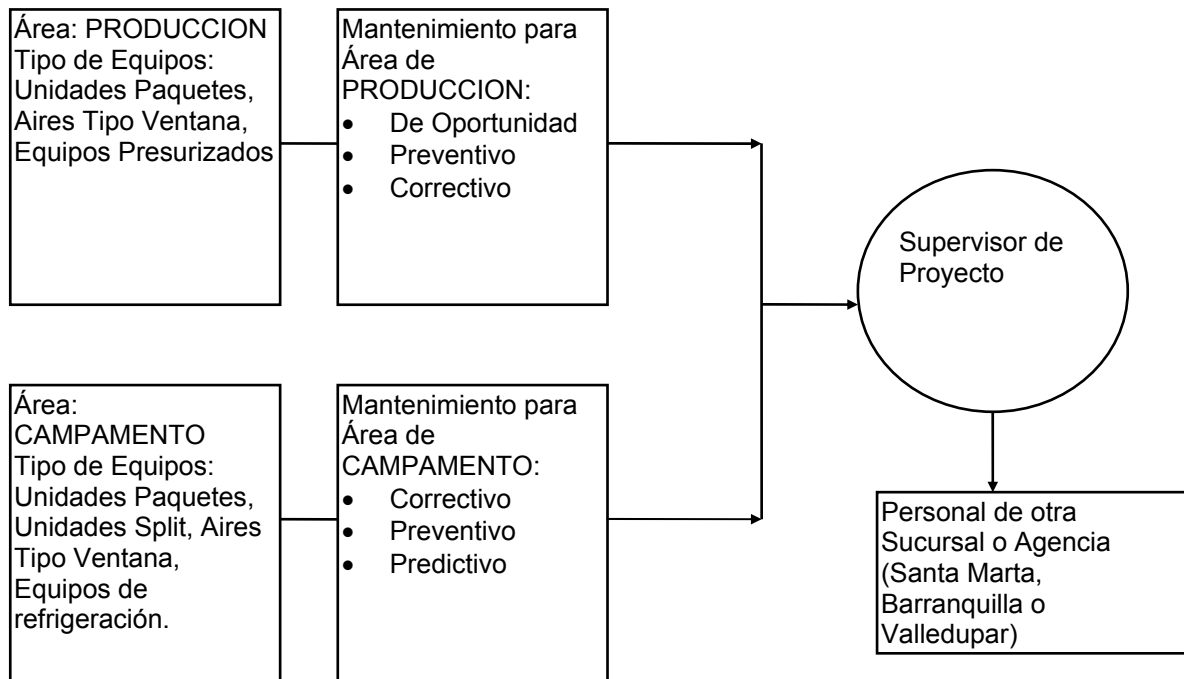 Área: PRODUCCION
Tipo de Equipos:
Unidades Paquetes,
Aires Tipo Ventana,
Equipos Presurizados
Mantenimiento para
Área de
PRODUCCION:
• De Oportunidad
• Preventivo
• Correctivo
Supervisor de
Proyecto
Área:
CAMPAMENTO
Tipo de Equipos:
Unidades Paquetes,
Unidades Split, Aires
Tipo Ventana,
Equipos de
refrigeración.
Mantenimiento para
Área de
CAMPAMENTO:
• Correctivo
• Preventivo
• Predictivo
Personal de otra
Sucursal o Agencia
(Santa Marta,
Barranquilla o
Valledupar)